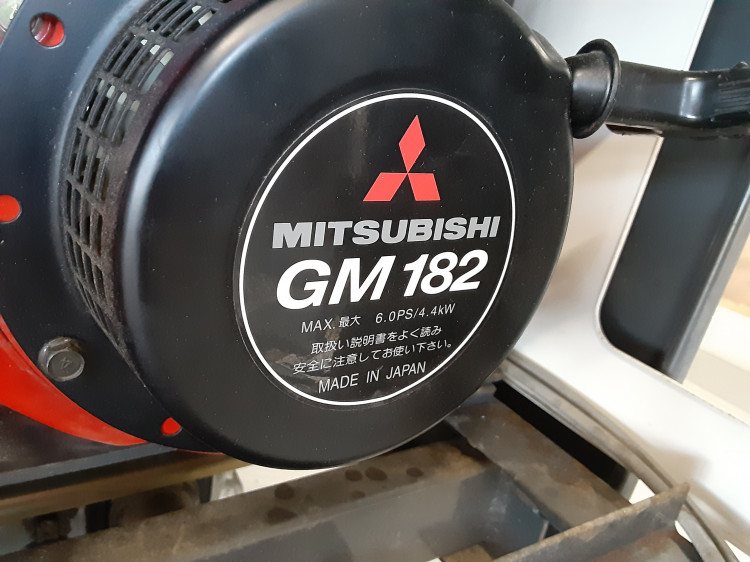 MITSUBISHI
GM 182
MAX. 最大 6.0PS/4.4kW
取扱い説明書をよく読み
安全に注意してお使い下さい。
MADE IN JAPAN